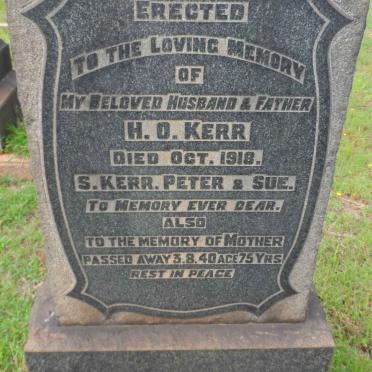 ERECTED
TO THE LOVING MEMORY
OF
MY BELOVED HUSBAND & FATHER
H. O. KERR
DIED OCT. 1918.
S. KERR. PETER & SUE.
TO MEMORY EVER DEAR.
ALSO
TO THE MEMORY OF MOTHER
PASSED AWAY 3.8.40 AGE 75 YRS
REST IN PEACE